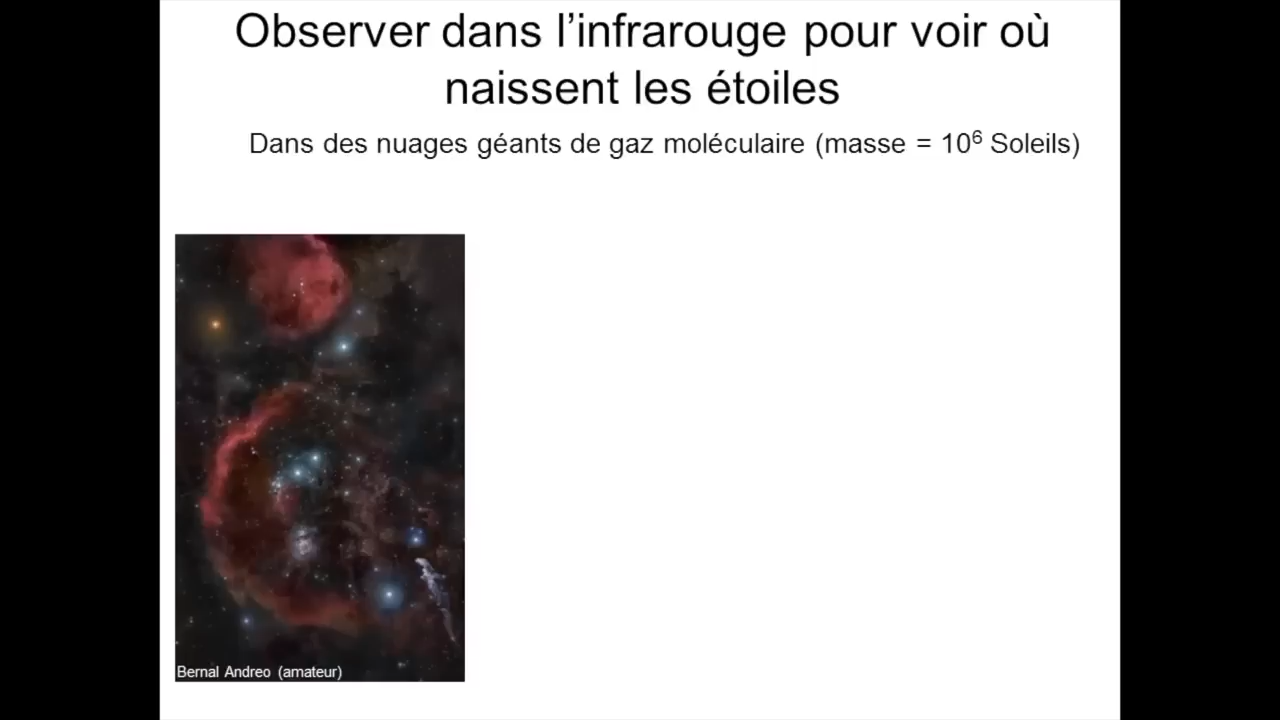 Observer dans l’infrarouge pour voir où
naissent les étoiles
Dans des nuages géants de gaz moléculaire (masse = 10⁶ Soleils)
Bernal Andreo (amateur)